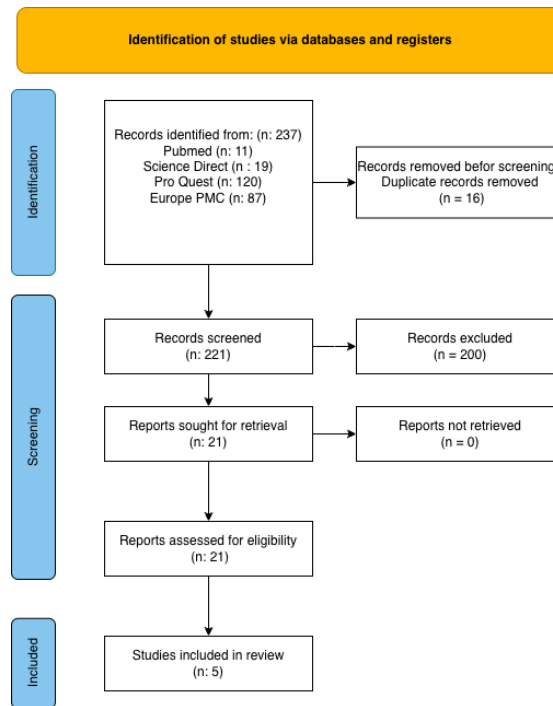 Identification of studies via databases and registers
Identification
Records identified from: (n: 237)
Pubmed (n: 11)
Science Direct (n : 19)
Pro Quest (n: 120)
Europe PMC (n: 87)
Records removed befor screening
Duplicate records removed
(n = 16)
Screening
Records screened
(n: 221)
Records excluded
(n = 200)
Reports sought for retrieval
(n: 21)
Reports not retrieved
(n = 0)
Reports assessed for eligibility
(n: 21)
Included
Studies included in review
(n: 5)